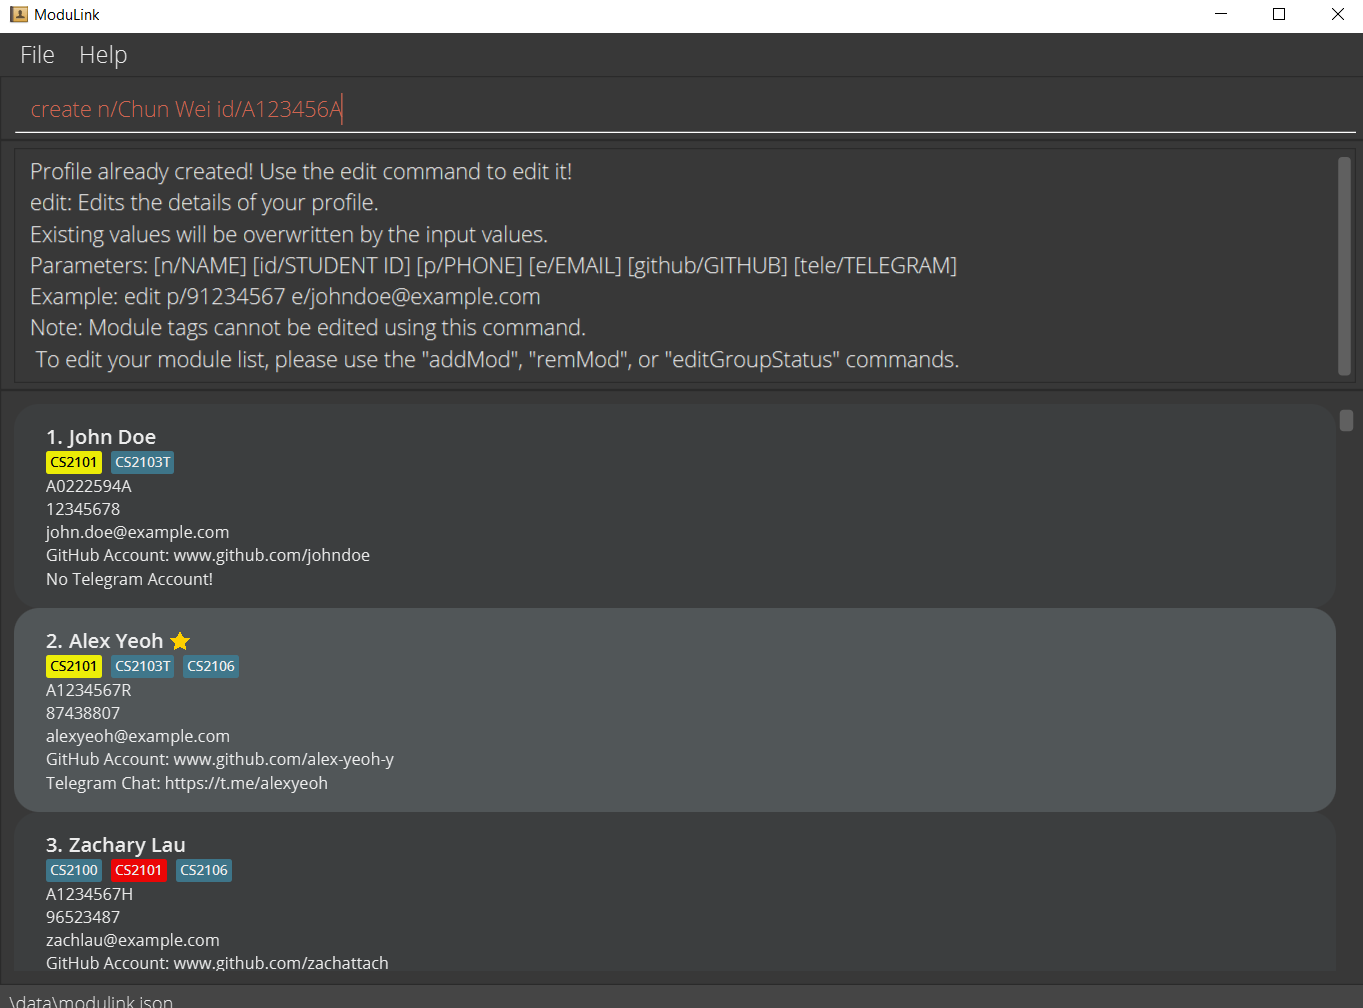 ModuLink
File Help
create n/Chun Wei id/A123456A
Profile already created! Use the edit command to edit it!
edit: Edits the details of your profile.
Existing values will be overwritten by the input values.
Parameters: [n/NAME] [id/STUDENT ID] [p/PHONE] [e/EMAIL] [github/GITHUB] [tele/TELEGRAM]
Example: edit p/91234567 e/johndoe@example.com
Note: Module tags cannot be edited using this command.
To edit your module list, please use the "addMod", "remMod", or "editGroupStatus" commands.
1. John Doe
CS2101 CS2103T
A0222594A
12345678
john.doe@example.com
GitHub Account: www.github.com/johndoe
No Telegram Account!
2. Alex Yeoh
CS2101 CS2103T CS2106
A1234567R
87438807
alexyeoh@example.com
GitHub Account: www.github.com/alex-yeoh-y
Telegram Chat: https://t.me/alexyeoh
3. Zachary Lau
CS2100 CS2101 CS2106
A1234567H
96523487
zachlau@example.com
GitHub Account: www.github.com/zachattach
\data\modulink.json